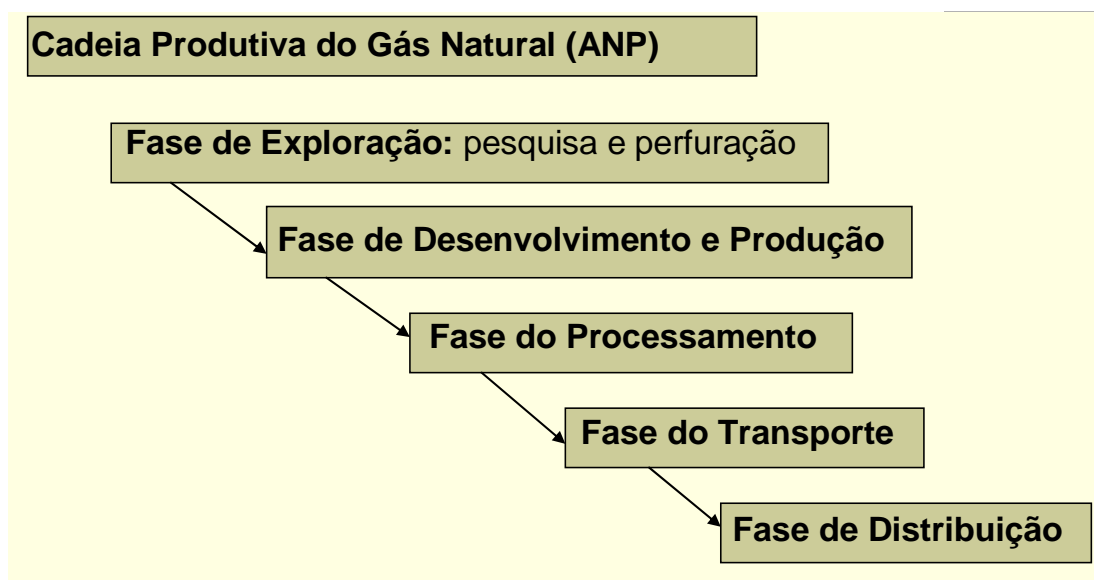 Cadeia Produtiva do Gás Natural (ANP)
Fase de Exploração: pesquisa e perfuração
Fase de Desenvolvimento e Produção
Fase do Processamento
Fase do Transporte
Fase de Distribuição